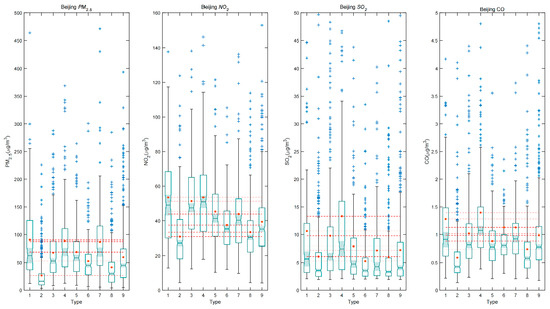 Beijing PM2.5
Beijing NO2
Beijing SO2
Beijing CO
PM2.5(μg/m3)
500
450
400
350
300
250
200
150
100
50
0
1 2 3 4 5 6 7 8 9
Type
NO2(μg/m3)
160
140
120
100
80
60
40
20
0
1 2 3 4 5 6 7 8 9
Type
SO2(μg/m3)
50
45
40
35
30
25
20
15
10
5
0
1 2 3 4 5 6 7 8 9
Type
CO(μg/m3)
5
4.5
4
3.5
3
2.5
2
1.5
1
0.5
0
1 2 3 4 5 6 7 8 9
Type